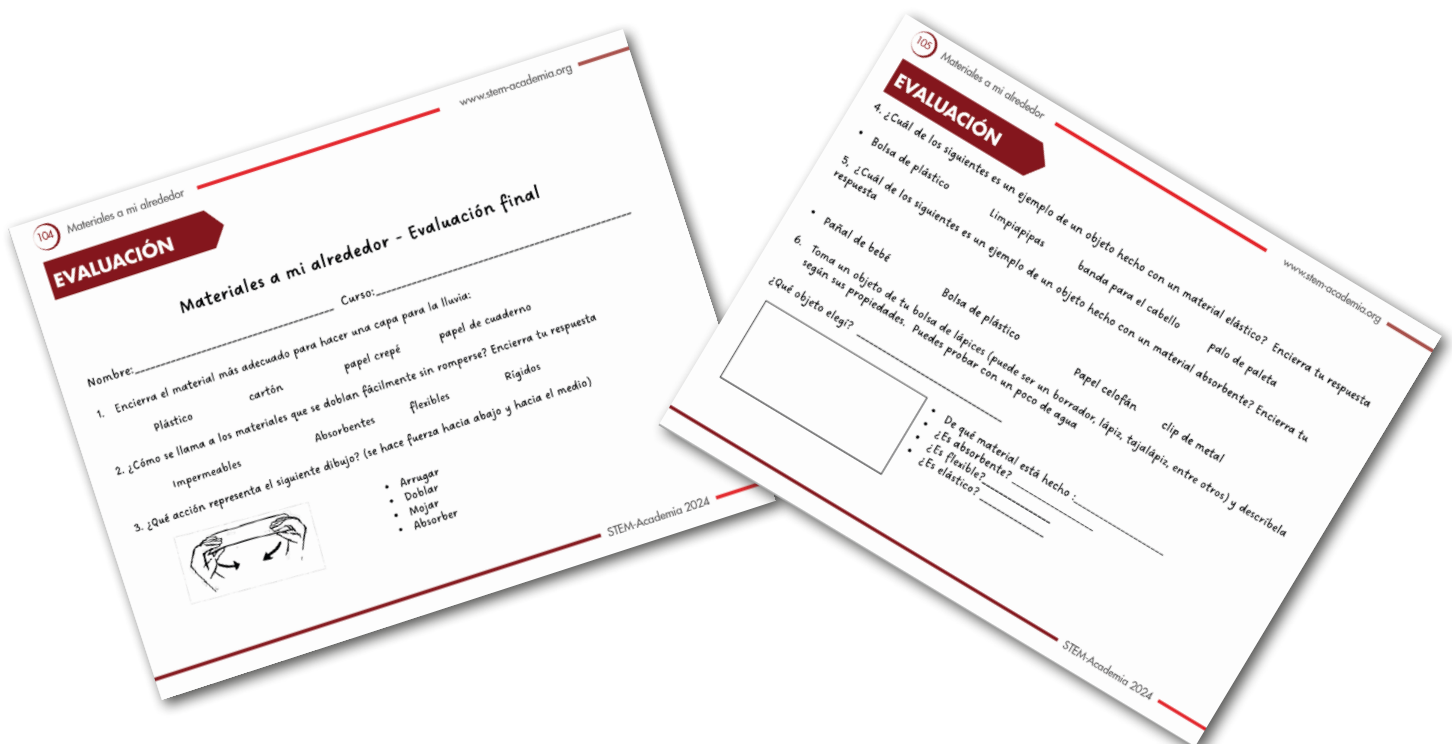 104
Materiales a mi alrededor
www.stem-academia.org
EVALUACIÓN
Materiales a mi alrededor - Evaluación final
Nombre:____________________ Curso:____________________
1. Encierra el material más adecuado para hacer una capa para la lluvia:
Plástico cartón papel crepé papel de cuaderno
2. ¿Cómo se llama a los materiales que se doblan fácilmente sin romperse? Encierra tu respuesta
Impermeables Absorbentes flexibles Rígidos
3. ¿Qué acción representa el siguiente dibujo? (se hace fuerza hacia abajo y hacia el medio)
• Arrugar
• Doblar
• Mojar
• Absorber
STEM-Academia 2024
105
Materiales a mi alrededor
www.stem-academia.org
EVALUACIÓN
4. ¿Cuál de los siguientes es un ejemplo de un objeto hecho con un material elástico? Encierra tu respuesta
• Bolsa de plástico Limpiapipas banda para el cabello palo de paleta
5, ¿Cuál de los siguientes es un ejemplo de un objeto hecho con un material absorbente? Encierra tu
respuesta
• Pañal de bebé Bolsa de plástico Papel celofán clip de metal
6. Toma un objeto de tu bolsa de lápices (puede ser un borrador, lápiz, tajalápiz, entre otros) y descríbela
según sus propiedades. Puedes probar con un poco de agua
¿Qué objeto elegí? ____________________
• De qué material está hecho :____________
• ¿Es absorbente?____________
• ¿Es flexible?____________
• ¿Es elástico?____________
STEM-Academia 2024